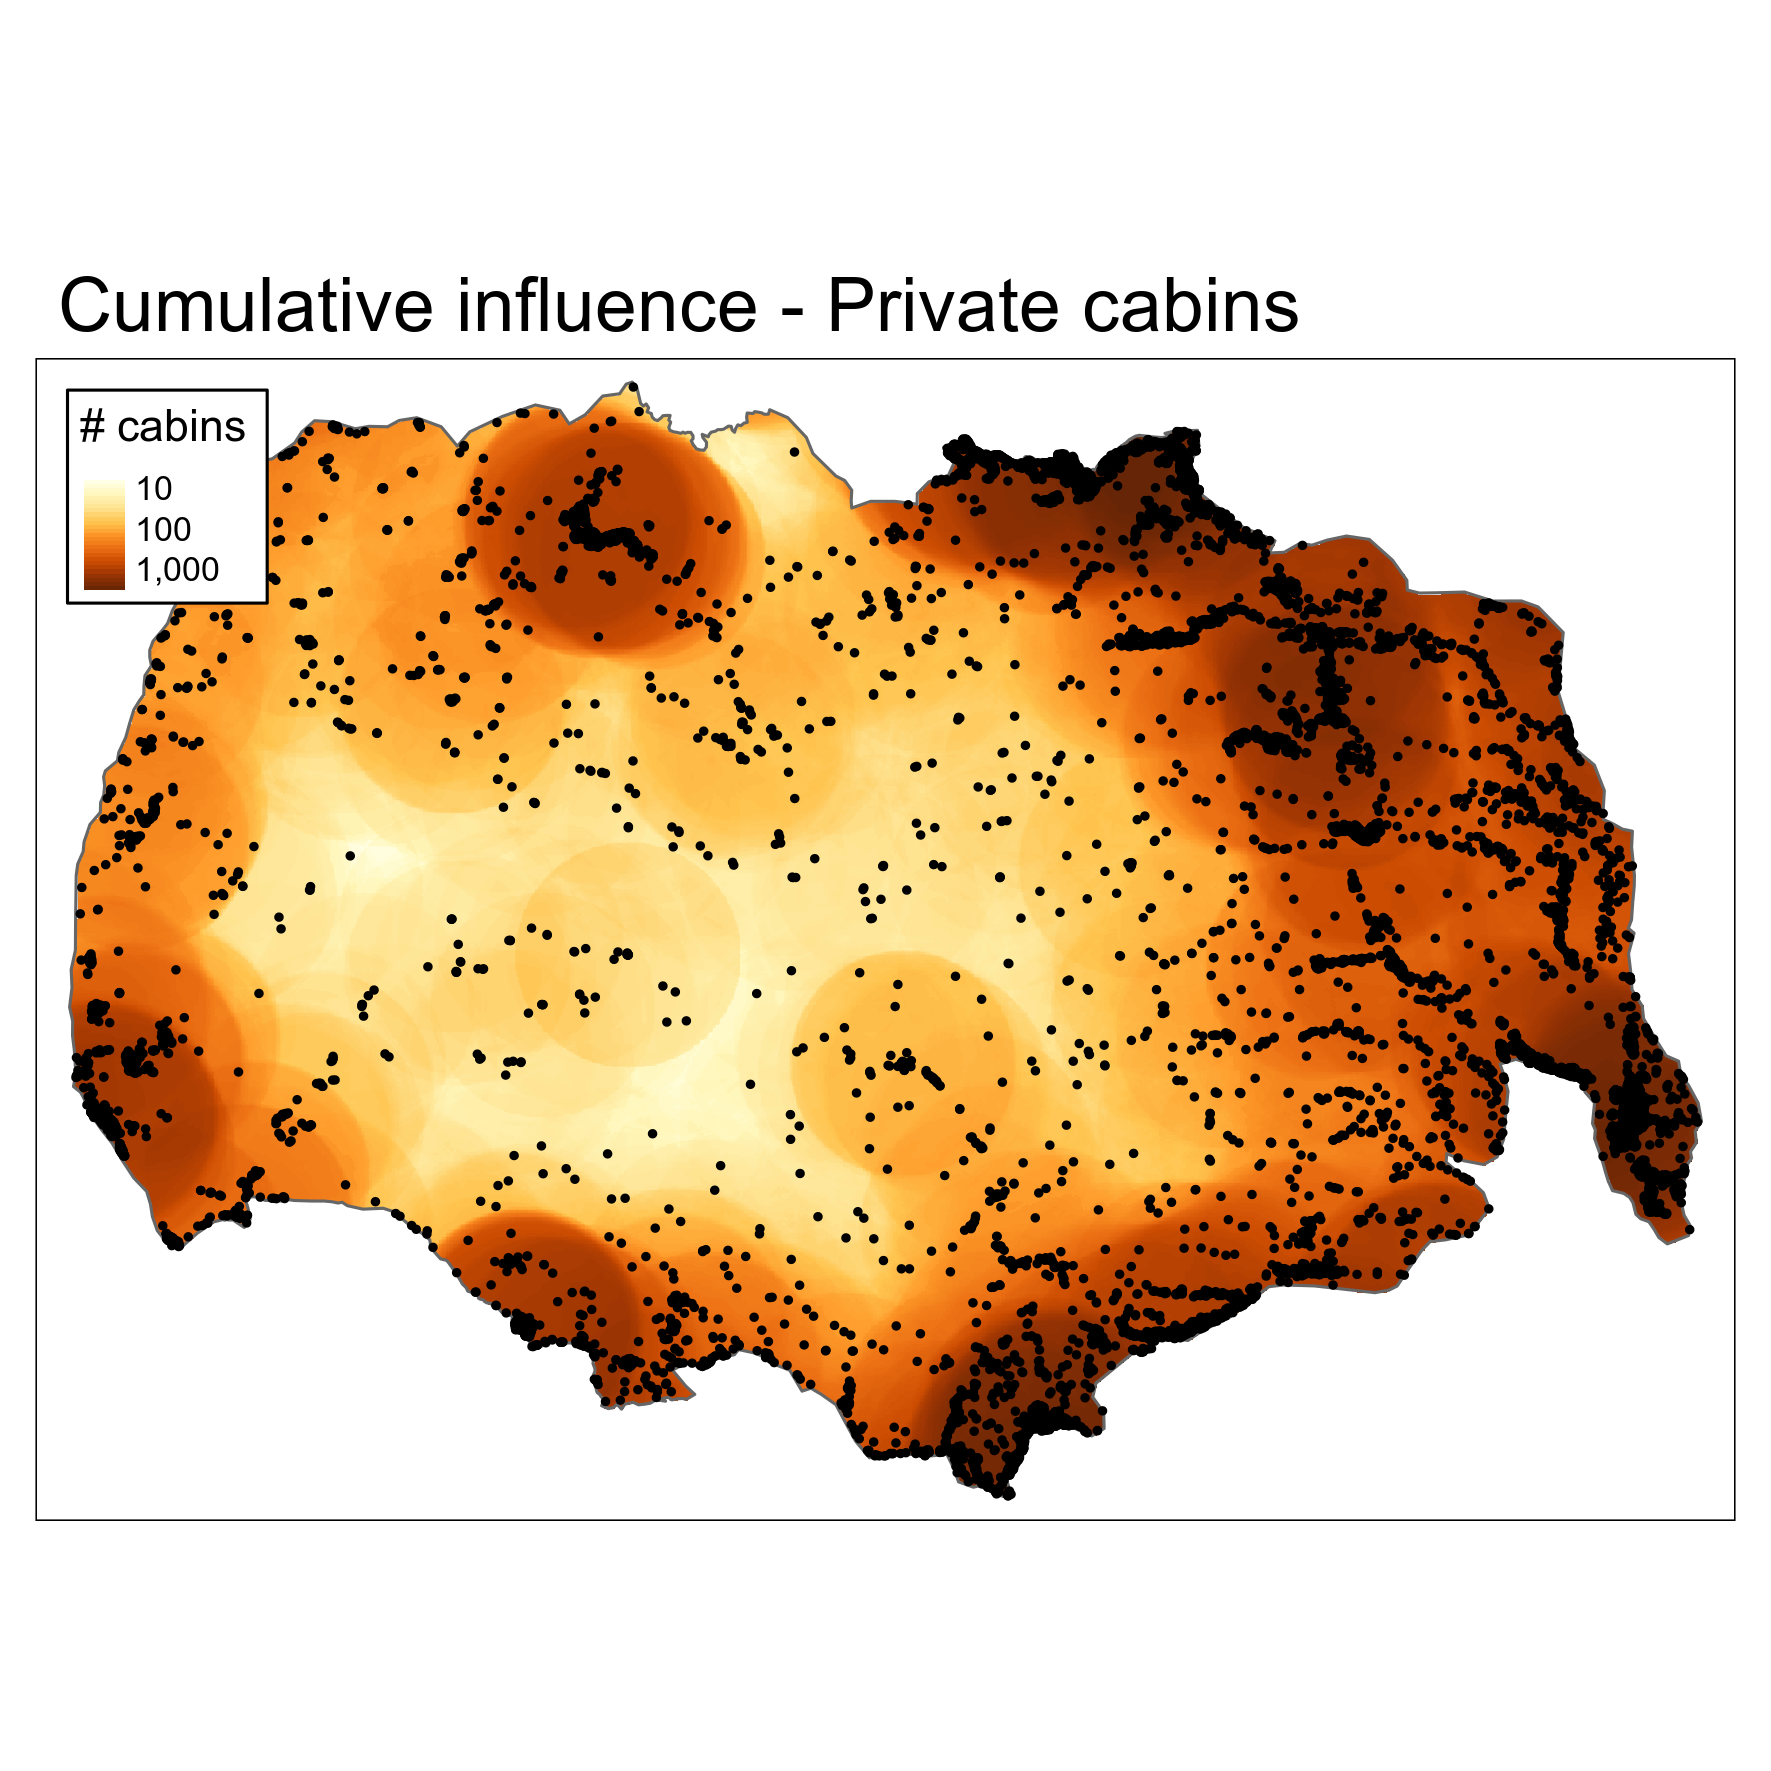 Cumulative influence - Private cabins
# cabins
10
100
1,000